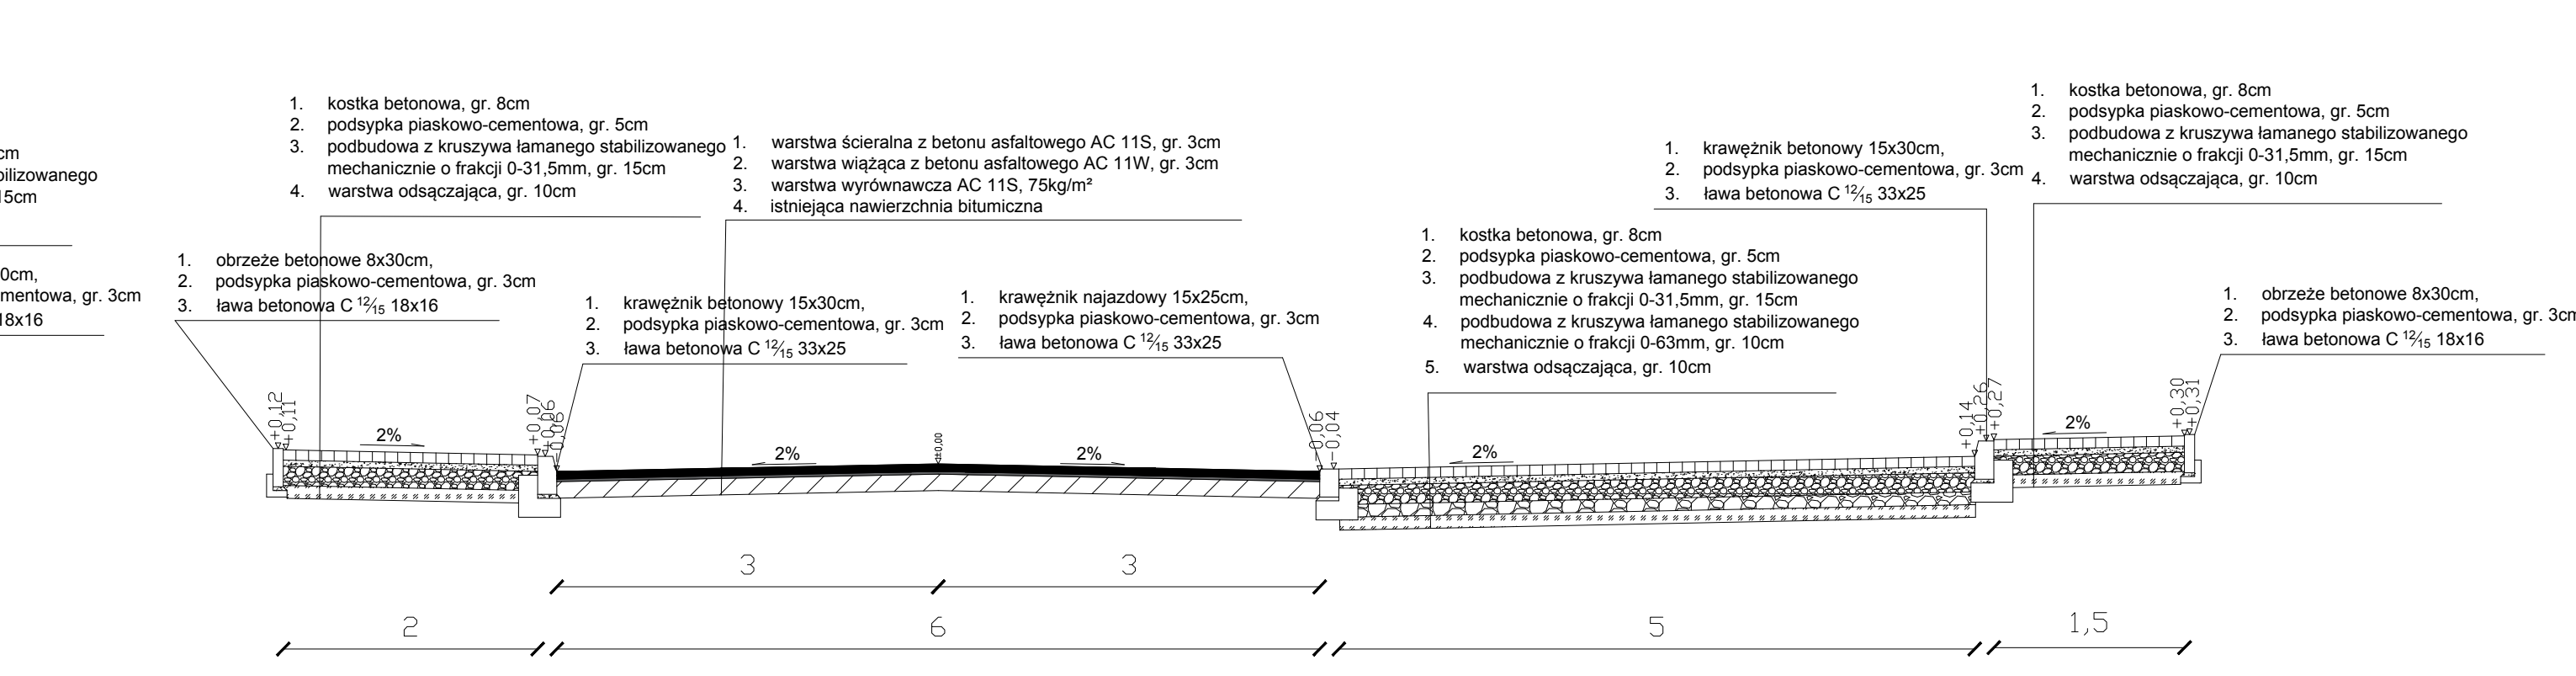 cm
bilizowanego
15cm
0cm,
mentowa, gr. 3cm
18x16
1. kostka betonowa, gr. 8cm
2. podsypka piaskowo-cementowa, gr. 5cm
3. podbudowa z kruszywa łamanego stabilizowanego
mechanicznie o frakcji 0-31,5mm, gr. 15cm
4. warstwa odsączająca, gr. 10cm
1. obrzeże betonowe 8x30cm,
2. podsypka piaskowo-cementowa, gr. 3cm
3. ława betonowa C 12/15 18x16
1. warstwa ścieralna z betonu asfaltowego AC 11S, gr. 3cm
2. warstwa wiążąca z betonu asfaltowego AC 11W, gr. 3cm
3. warstwa wyrównawcza AC 11S, 75kg/m²
4. istniejąca nawierzchnia bitumiczna
1. krawężnik betonowy 15x30cm,
2. podsypka piaskowo-cementowa, gr. 3cm
3. ława betonowa C 12/15 33x25
1. krawężnik najazdowy 15x25cm,
2. podsypka piaskowo-cementowa, gr. 3cm
3. ława betonowa C 12/15 33x25
1. kostka betonowa, gr. 8cm
2. podsypka piaskowo-cementowa, gr. 5cm
3. podbudowa z kruszywa łamanego stabilizowanego
mechanicznie o frakcji 0-31,5mm, gr. 15cm
4. podbudowa z kruszywa łamanego stabilizowanego
mechanicznie o frakcji 0-63mm, gr. 10cm
5. warstwa odsączająca, gr. 10cm
1. krawężnik betonowy 15x30cm,
2. podsypka piaskowo-cementowa, gr. 3cm
3. ława betonowa C 12/15 33x25
1. kostka betonowa, gr. 8cm
2. podsypka piaskowo-cementowa, gr. 5cm
3. podbudowa z kruszywa łamanego stabilizowanego
mechanicznie o frakcji 0-31,5mm, gr. 15cm
4. warstwa odsączająca, gr. 10cm
1. obrzeże betonowe 8x30cm,
2. podsypka piaskowo-cementowa, gr. 3cm
3. ława betonowa C 12/15 18x16
+0,12
+0,11
+0,07
+0,06
-0,06
±0,00
-0,06
-0,04
+0,14
+0,26
+0,27
+0,30
+0,31
2%
2%
2%
2%
2%
3
3
2
6
5
1,5